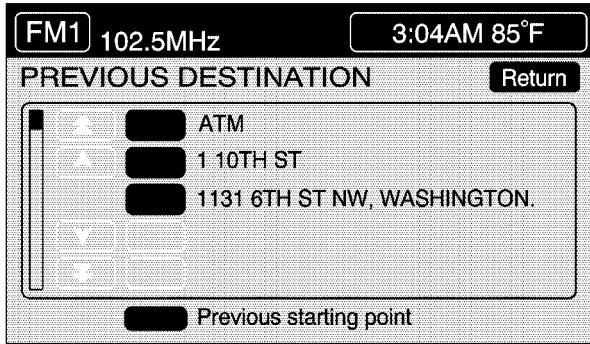 FM1 102.5MHz 3:04AM 85°F
PREVIOUS DESTINATION Return
ATM
1 10TH ST
1131 6TH ST NW, WASHINGTON.
Previous starting point